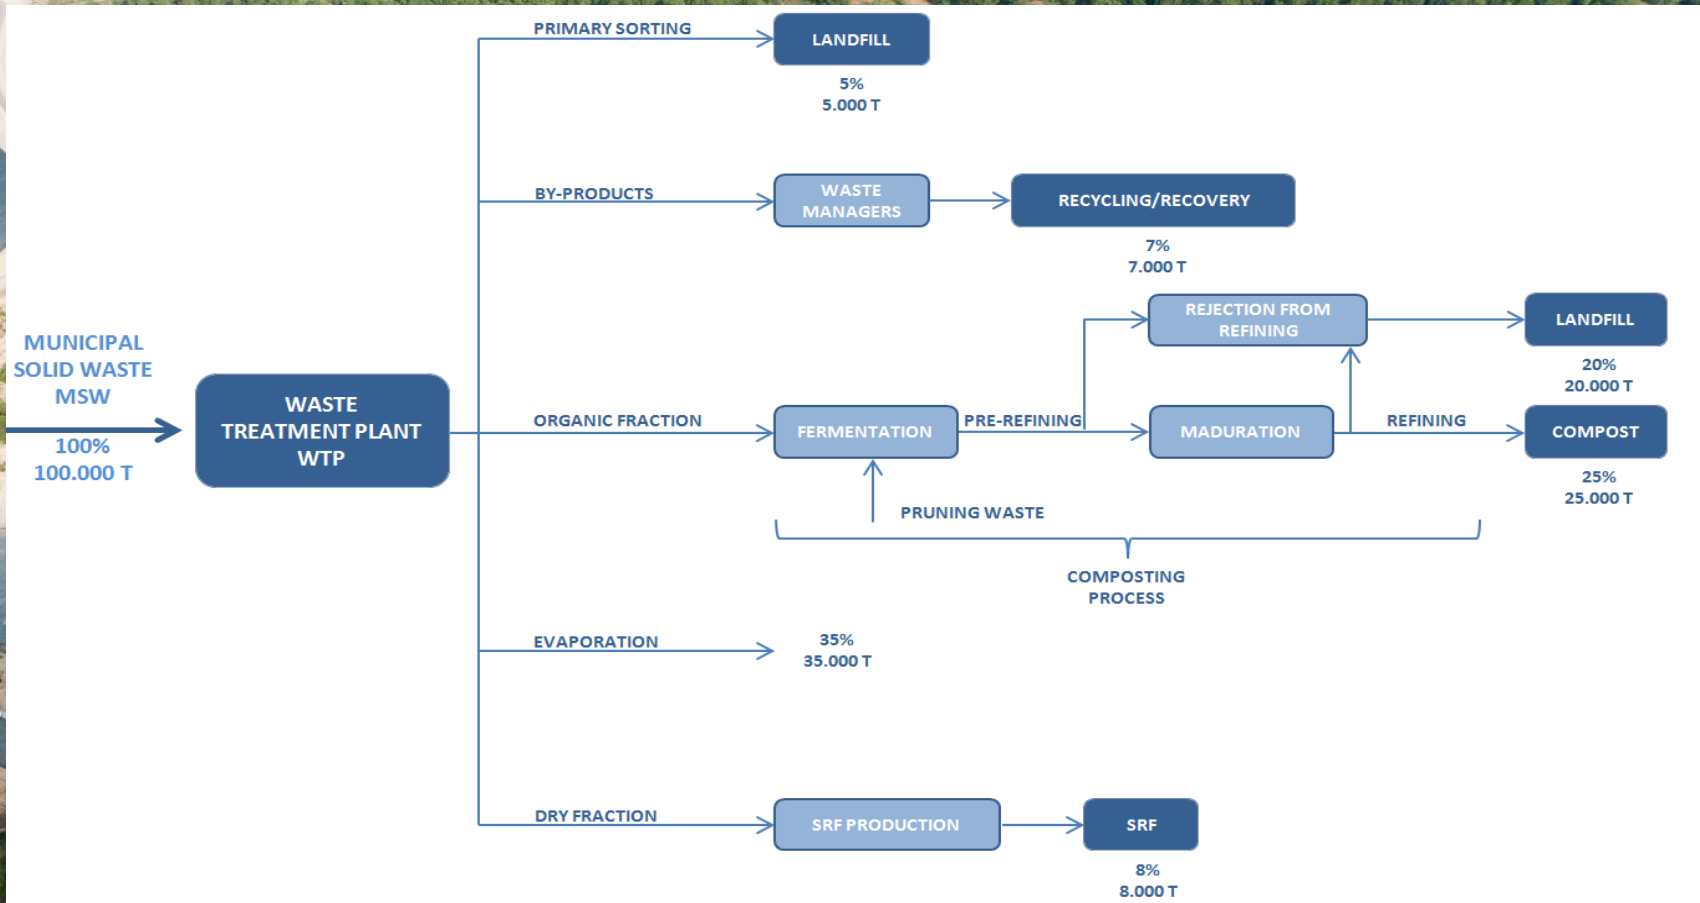 PRIMARY SORTING
LANDFILL
5%
5.000 T
BY-PRODUCTS
WASTE
MANAGERS
RECYCLING/RECOVERY
7%
7.000 T
MUNICIPAL
SOLID WASTE
MSW
100%
100.000 T
WASTE
TREATMENT PLANT
WTP
ORGANIC FRACTION
FERMENTATION
PRE-REFINING
REJECTION FROM
REFINING
LANDFILL
20%
20.000 T
MADURATION
REFINING
COMPOST
25%
25.000 T
PRUNING WASTE
COMPOSTING
PROCESS
EVAPORATION
35%
35.000 T
DRY FRACTION
SRF PRODUCTION
SRF
8%
8.000 T